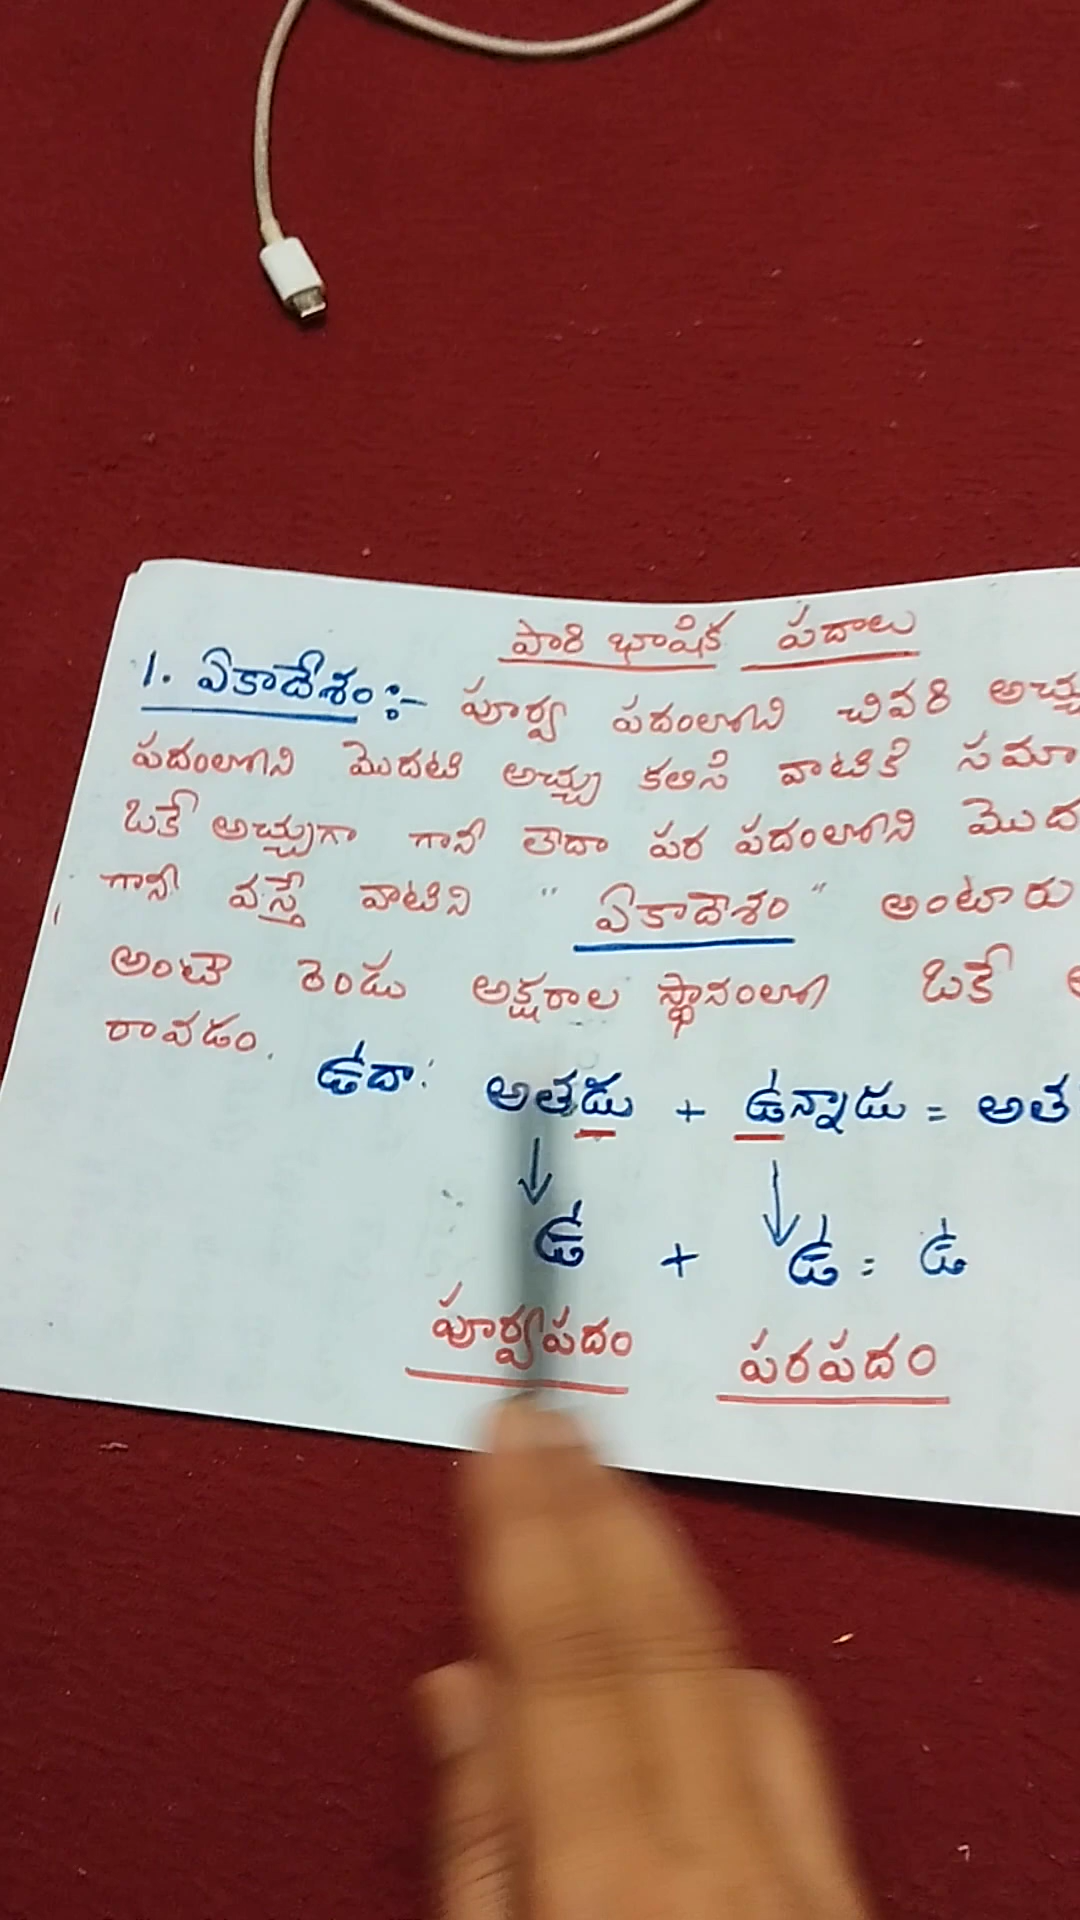 పారి భాషిక పదాలు
1. ఏకాదేశం :- పూర్వ పదంలోని చివరి అచ్చు
పదంలోని మొదటి అచ్చు కలిసి వాటికి సమా
ఒకే అచ్చుగా గానీ లేదా పర పదంలోని మొద
గానీ వస్తే వాటిని "ఏకాదేశం" అంటారు
అంటే రెండు అక్షరాల స్థానంలో ఒకే
రావడం.
ఉదా: అతడు + ఉన్నాడు = అత
ఉ + ఉ = ఉ
పూర్వపదం పరపదం